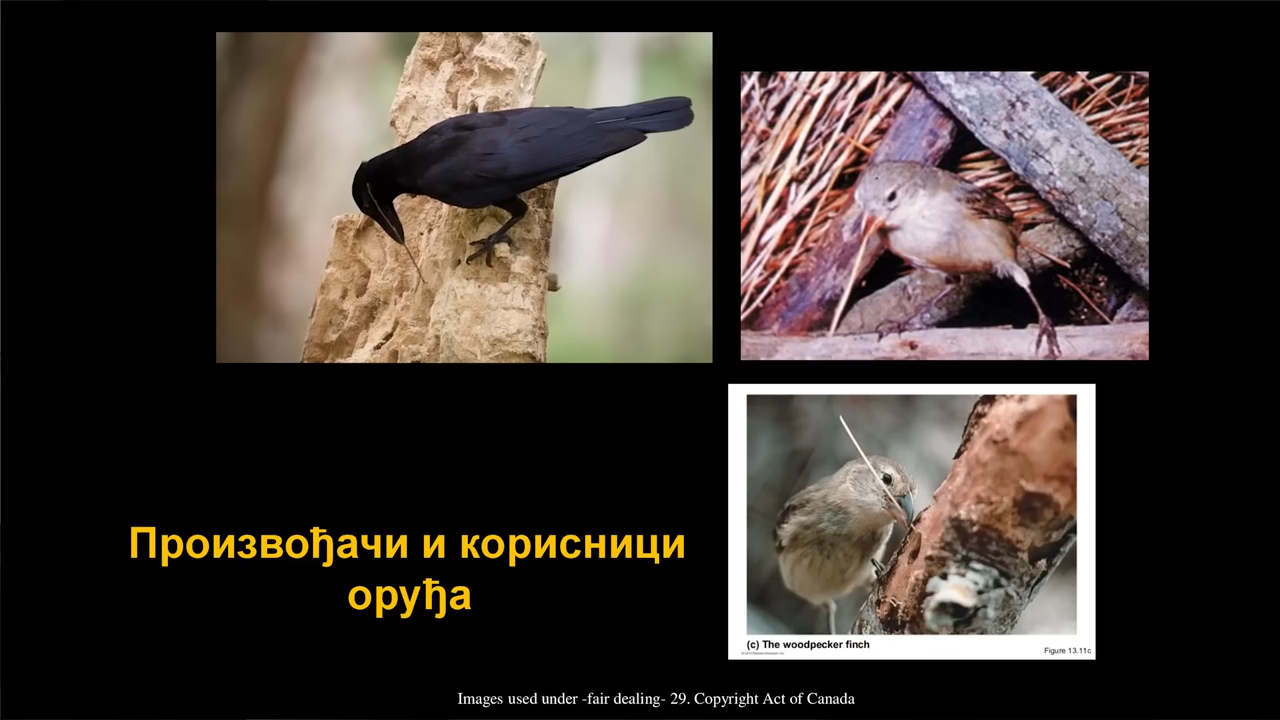 Произвођачи и корисници
оруђа
(c) The woodpecker finch
Figure 13.11c
Images used under -fair dealing- 29. Copyright Act of Canada